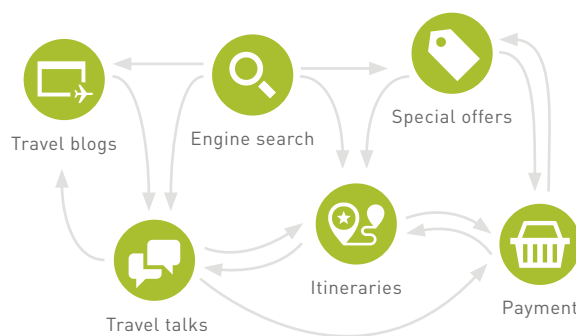 Travel blogs
Engine search
Special offers
Travel talks
Itineraries
Payment